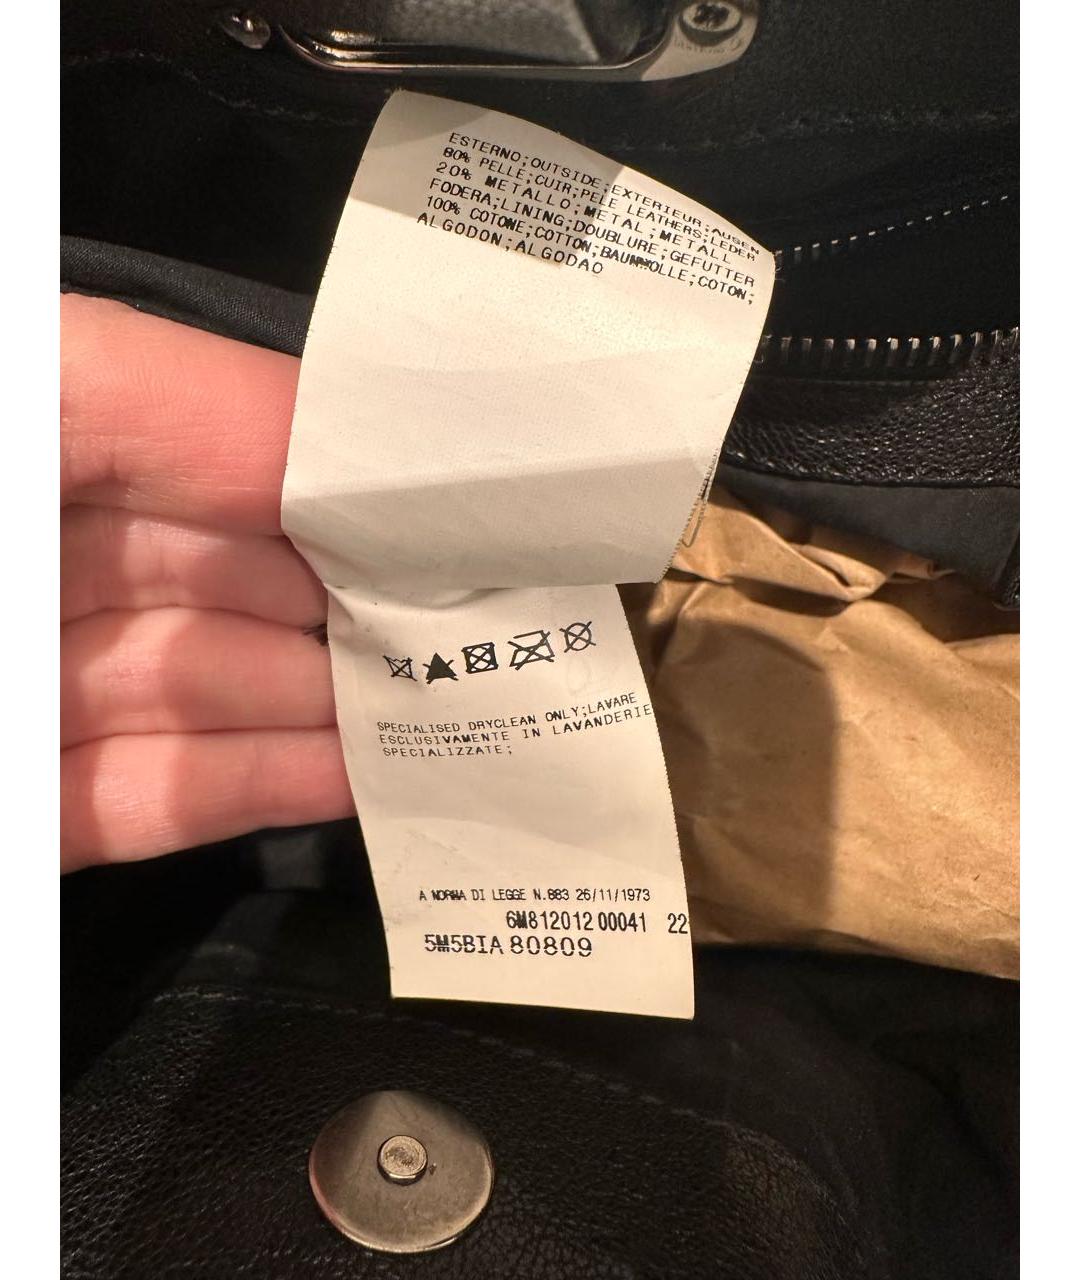 ESTERNO;OUTSIDE;EXTERIEUR;AUSEN
80% PELLE;CUIR;PELE LEATHERS;LEDER
20% METALLO;METAL;METALL
FODERA;LINING;DOUBLURE;GEFUTTER
100% COTONE;COTTON;BAUMWOLLE;COTON;
ALGODON;ALGODAO
SPECIALISED DRYCLEAN ONLY;LAVARE
ESCLUSIVAMENTE IN LAVANDERIE
SPECIALIZZATE;
A NORMA DI LEGGE N.883 26/11/1973
6M812012 00041 22
5M5BIA 80809